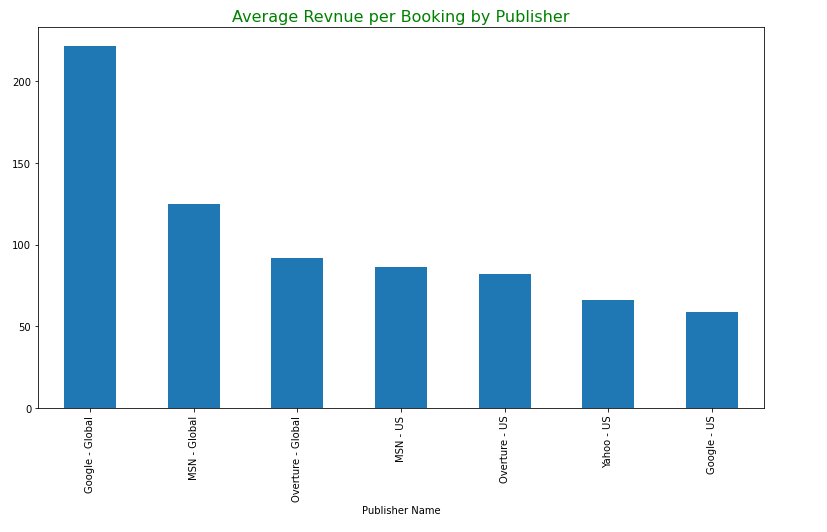 Average Revnue per Booking by Publisher
200
150
100
50
0
Google - Global
MSN - Global
Overture - Global
MSN - US
Overture - US
Yahoo - US
Google - US
Publisher Name